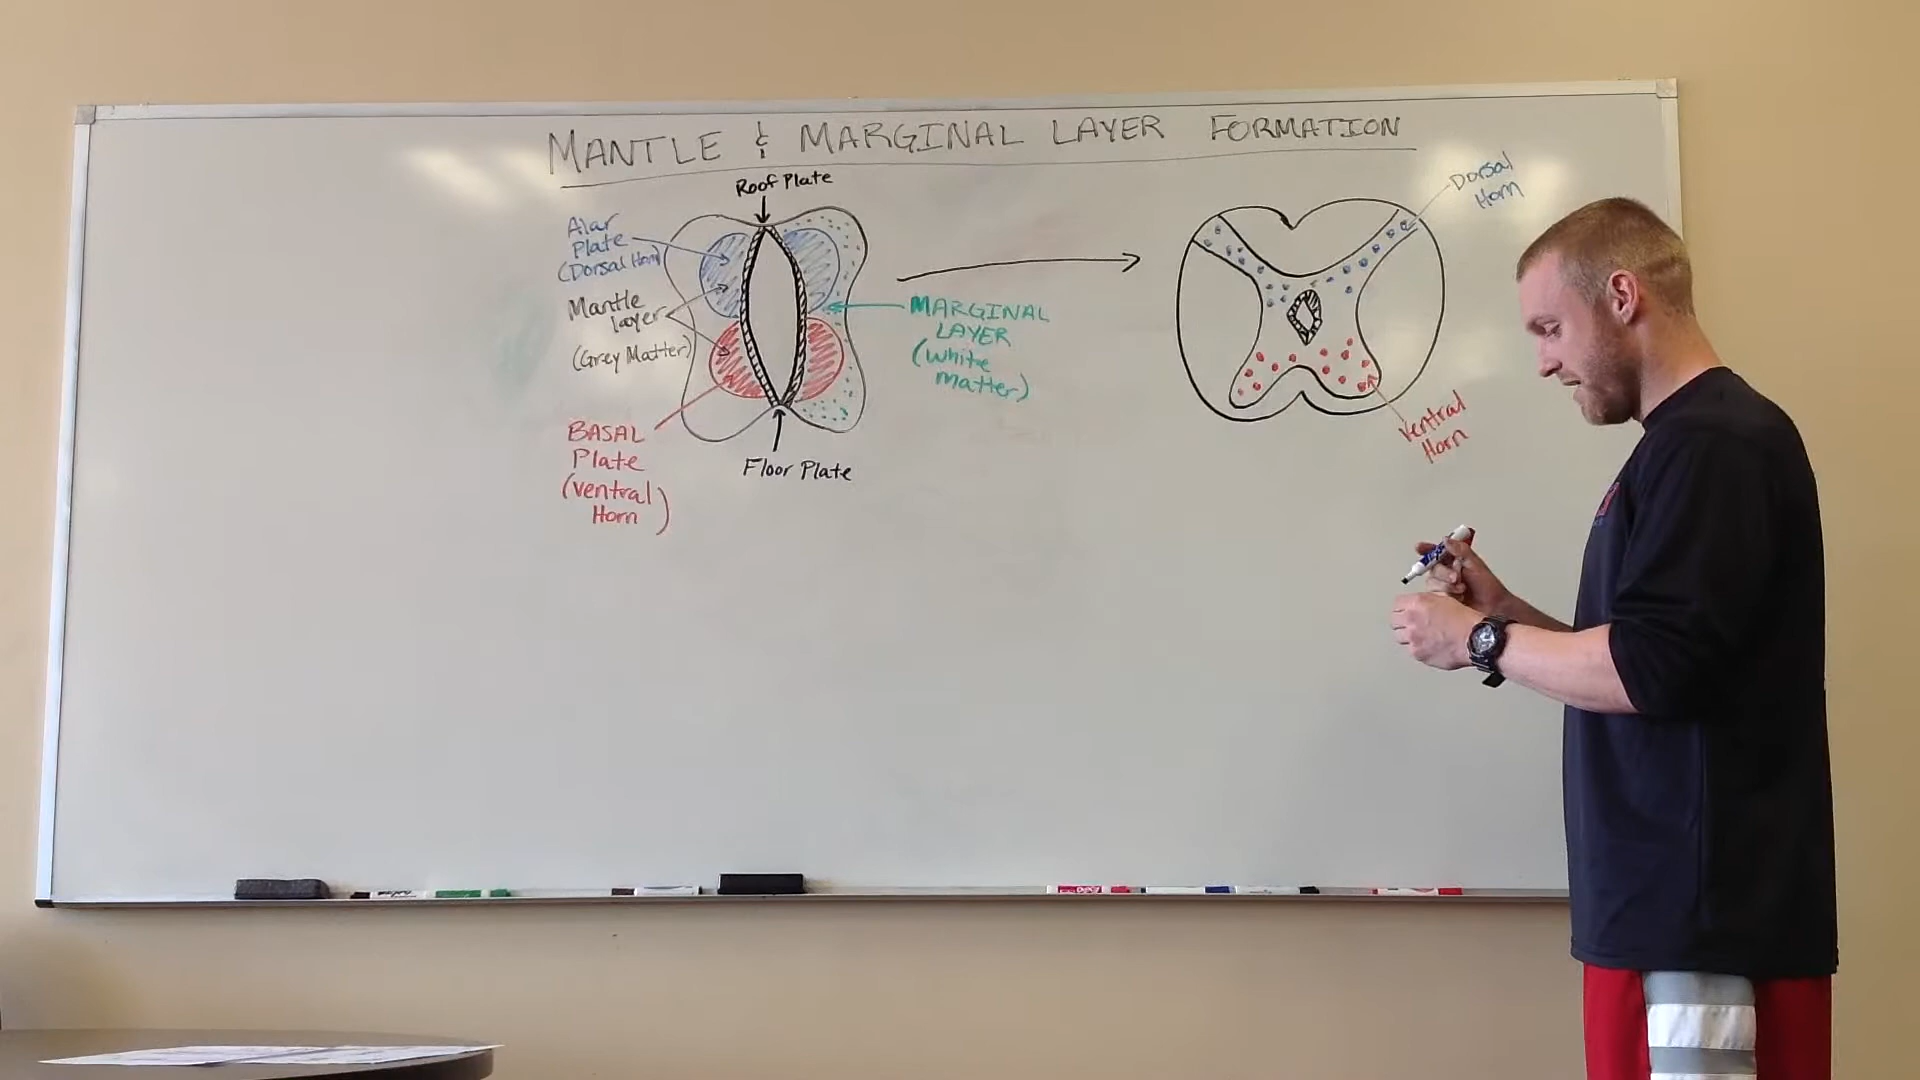 MANTLE & MARGINAL LAYER FORMATION
Roof Plate
Alar
Plate
(Dorsal Horn)
Mantle
layer
(Grey Matter)
BASAL
Plate
(ventral
Horn)
Floor Plate
MARGINAL
LAYER
(white
matter)
Dorsal
Horn
Ventral
Horn